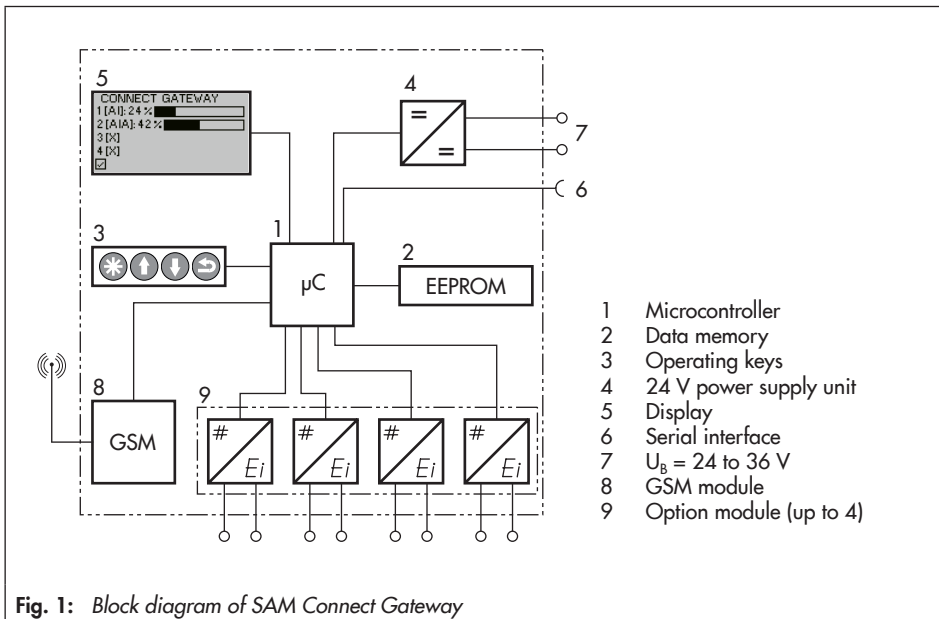 5
CONNECT GATEWAY
1 [AI]: 24 %
2 [AIA]: 42 %
3 [X]
4 [X]
4
7
6
3
1
µC
2
EEPROM
8
GSM
9
# Ei
# Ei
# Ei
# Ei
1 Microcontroller
2 Data memory
3 Operating keys
4 24 V power supply unit
5 Display
6 Serial interface
7 UB = 24 to 36 V
8 GSM module
9 Option module (up to 4)
Fig. 1: Block diagram of SAM Connect Gateway